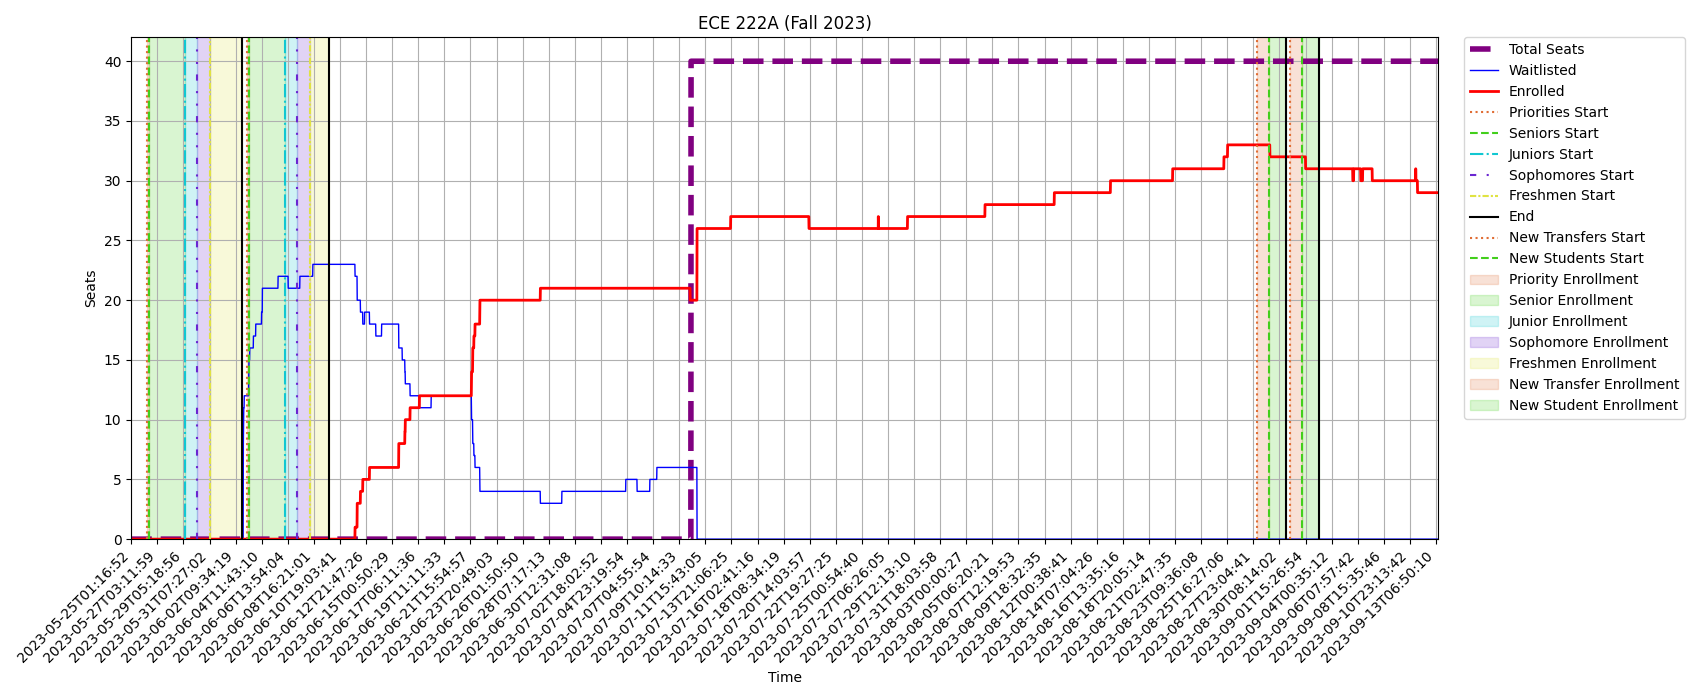 ECE 222A (Fall 2023)
Seats
40
35
30
25
20
15
10
5
0
2023-05-25T01:16:52
2023-05-27T03:11:59
2023-05-29T05:18:56
2023-05-31T07:27:02
2023-06-02T09:34:19
2023-06-04T11:43:10
2023-06-06T13:54:04
2023-06-08T16:21:01
2023-06-10T19:03:41
2023-06-12T21:47:26
2023-06-15T00:50:29
2023-06-17T06:11:36
2023-06-19T11:11:33
2023-06-21T15:54:57
2023-06-23T20:49:03
2023-06-26T01:50:50
2023-06-28T07:17:13
2023-06-30T12:31:08
2023-07-02T18:02:52
2023-07-04T23:19:54
2023-07-07T04:55:54
2023-07-09T10:14:33
2023-07-11T15:43:05
2023-07-13T21:06:25
2023-07-16T02:41:16
2023-07-18T08:34:19
2023-07-20T14:03:57
2023-07-22T19:27:25
2023-07-25T00:54:40
2023-07-27T06:26:05
2023-07-29T12:13:10
2023-07-31T18:03:58
2023-08-03T00:00:27
2023-08-05T06:20:21
2023-08-07T12:19:53
2023-08-09T18:32:35
2023-08-12T00:38:41
2023-08-14T07:04:26
2023-08-16T13:35:16
2023-08-18T20:05:14
2023-08-21T02:47:35
2023-08-23T09:36:08
2023-08-25T16:27:06
2023-08-27T23:04:41
2023-08-30T08:14:02
2023-09-01T15:26:54
2023-09-04T00:35:12
2023-09-06T07:57:42
2023-09-08T15:35:46
2023-09-10T23:13:42
2023-09-13T06:50:10
Time
Total Seats
Waitlisted
Enrolled
Priorities Start
Seniors Start
Juniors Start
Sophomores Start
Freshmen Start
End
New Transfers Start
New Students Start
Priority Enrollment
Senior Enrollment
Junior Enrollment
Sophomore Enrollment
Freshmen Enrollment
New Transfer Enrollment
New Student Enrollment